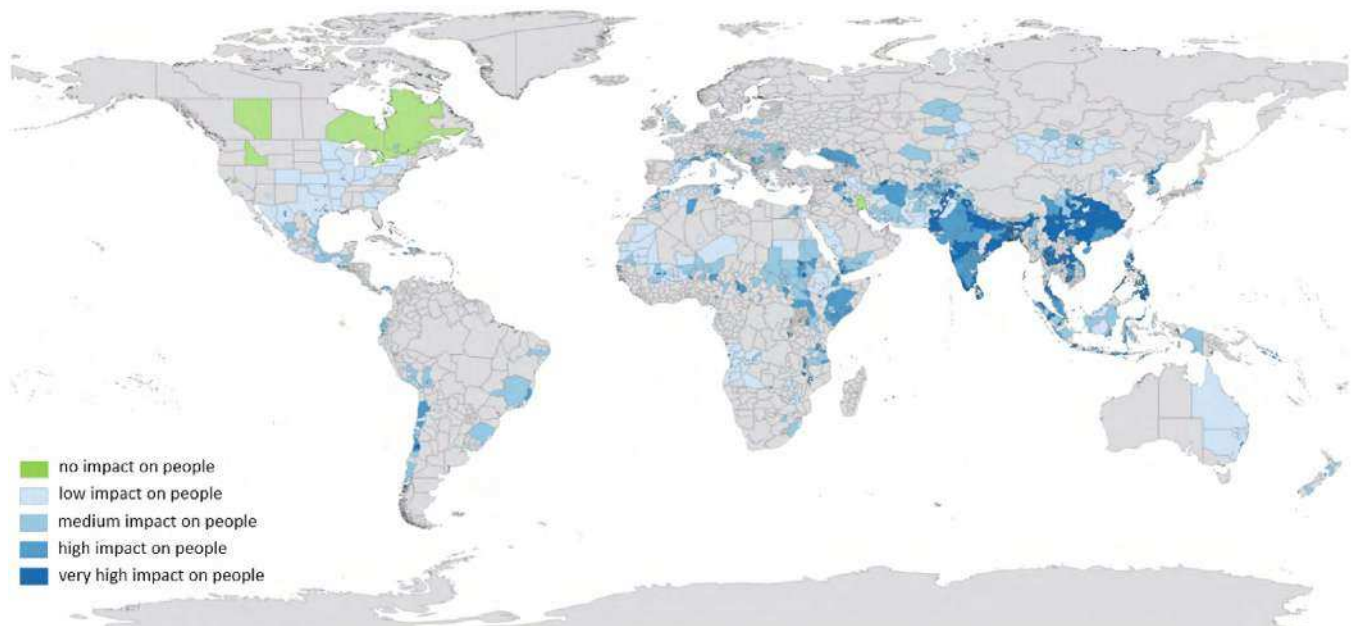 no impact on people
low impact on people
medium impact on people
high impact on people
very high impact on people